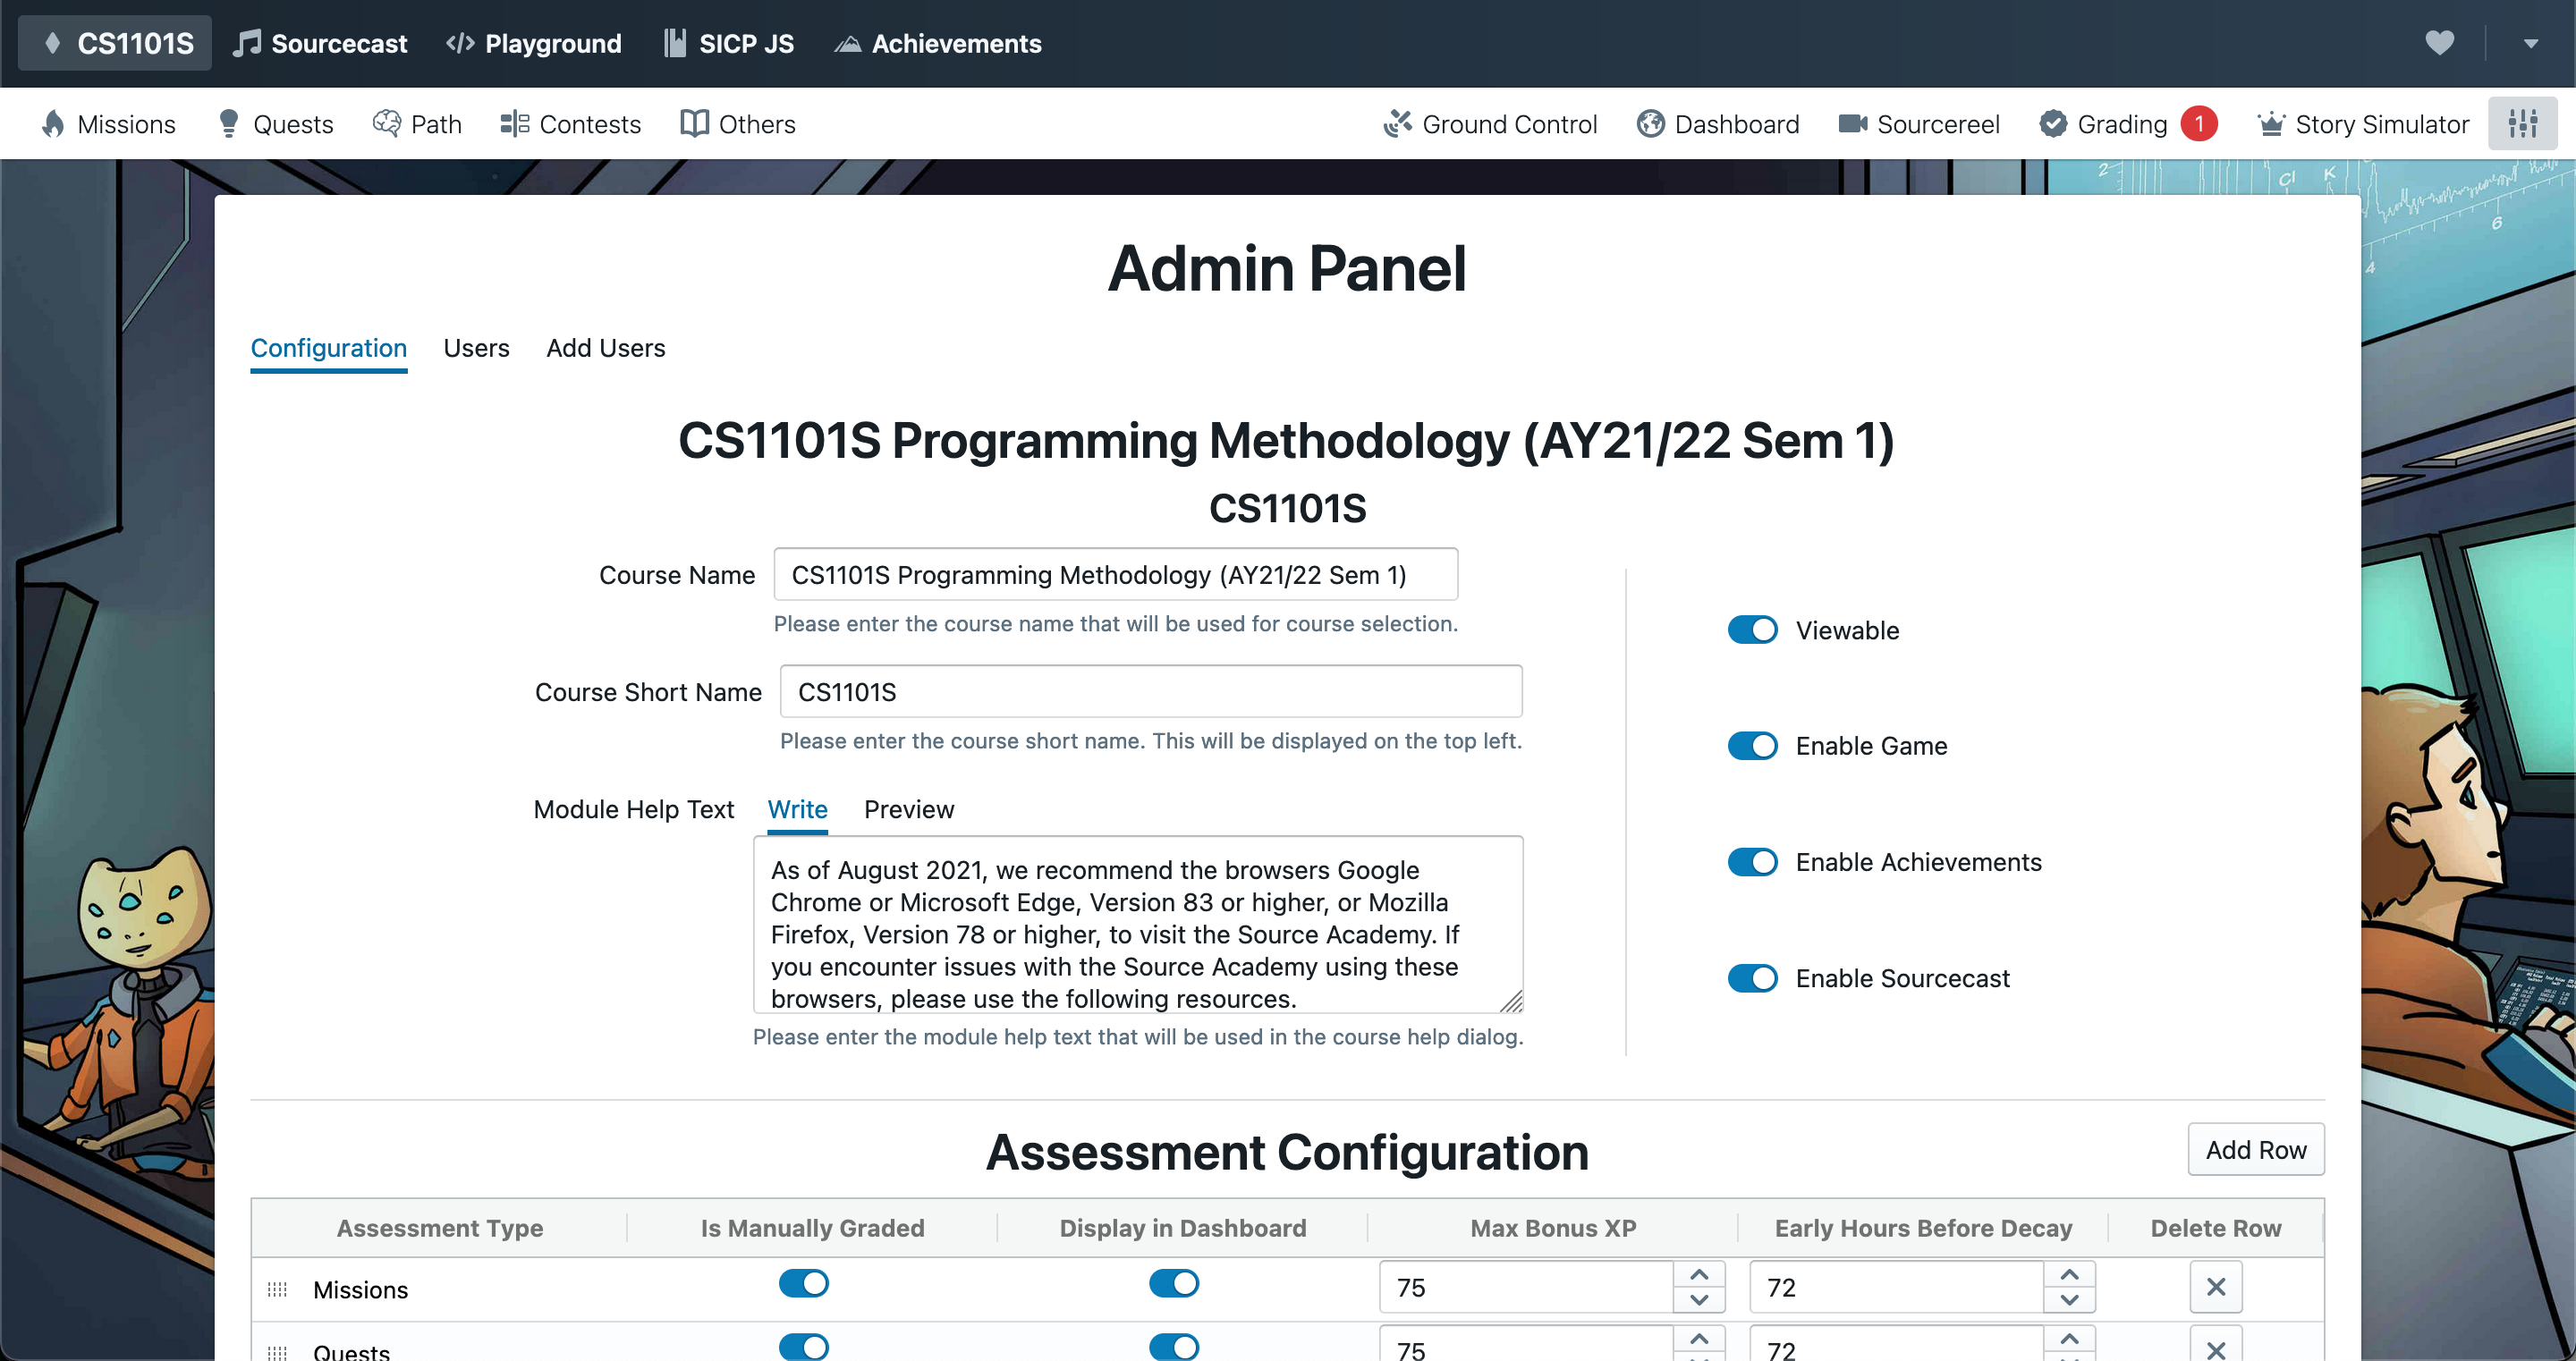 CS1101S Sourcecast Playground SICP JS Achievements
Missions Quests Path Contests Others Ground Control Dashboard Sourcereel Grading 1 Story Simulator
2
Cl K
6
4
Admin Panel
Configuration Users Add Users
CS1101S Programming Methodology (AY21/22 Sem 1)
CS1101S
Course Name CS1101S Programming Methodology (AY21/22 Sem 1)
Please enter the course name that will be used for course selection.
Viewable
Course Short Name CS1101S
Please enter the course short name. This will be displayed on the top left.
Enable Game
Module Help Text Write Preview
As of August 2021, we recommend the browsers Google
Chrome or Microsoft Edge, Version 83 or higher, or Mozilla
Firefox, Version 78 or higher, to visit the Source Academy. If
you encounter issues with the Source Academy using these
browsers, please use the following resources.
Please enter the module help text that will be used in the course help dialog.
Enable Achievements
Enable Sourcecast
Assessment Configuration Add Row
Assessment Type Is Manually Graded Display in Dashboard Max Bonus XP Early Hours Before Decay Delete Row
Missions 75 72
Quests 75 72